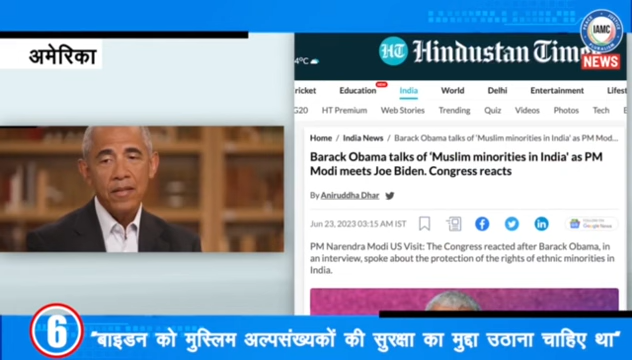 अमेरिका
IAMC
NEWS
HT Hindustan Times
4°C
ricket Education NEW India World Delhi Entertainment Lifest
G20 HT Premium Web Stories Trending Quiz Videos Photos Tech E
Home / India News / Barack Obama talks of 'Muslim minorities in India' as PM Mod...
Barack Obama talks of 'Muslim minorities in India' as PM
Modi meets Joe Biden. Congress reacts
By Aniruddha Dhar
Jun 23, 2023 03:15 AM IST
Google News
PM Narendra Modi US Visit: The Congress reacted after Barack Obama, in
an interview, spoke about the protection of the rights of ethnic minorities in
India.
6 "बाइडन को मुस्लिम अल्पसंख्यकों की सुरक्षा का मुद्दा उठाना चाहिए था"